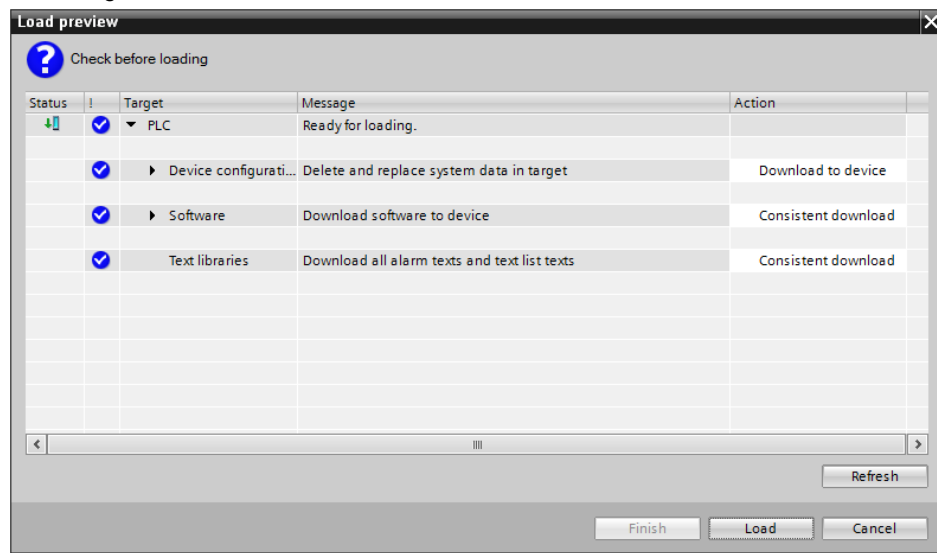 Load preview
Check before loading
Status ! Target Message Action
PLC Ready for loading.
Device configurati... Delete and replace system data in target Download to device
Software Download software to device Consistent download
Text libraries Download all alarm texts and text list texts Consistent download
Refresh
Finish Load Cancel